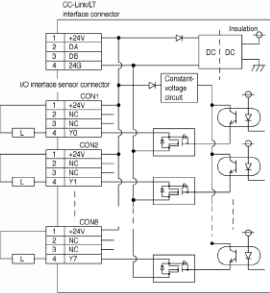 CC-Link/LT
interface connector
Insulation
1 +24V
2 DA
3 DB
4 24G
DC DC
I/O interface sensor connector
Constant-
voltage
circuit
CON1
1 +24V
2 NC
3 NC
L 4 Y0
CON2
1 +24V
2 NC
3 NC
L 4 Y1
CON8
1 +24V
2 NC
3 NC
L 4 Y7